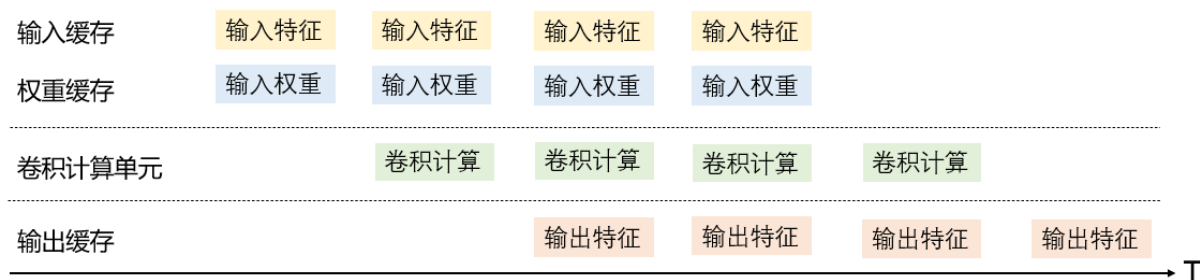 输入缓存 输入特征 输入特征 输入特征 输入特征
权重缓存 输入权重 输入权重 输入权重 输入权重
卷积计算单元 卷积计算 卷积计算 卷积计算 卷积计算
输出缓存 输出特征 输出特征 输出特征 输出特征
T